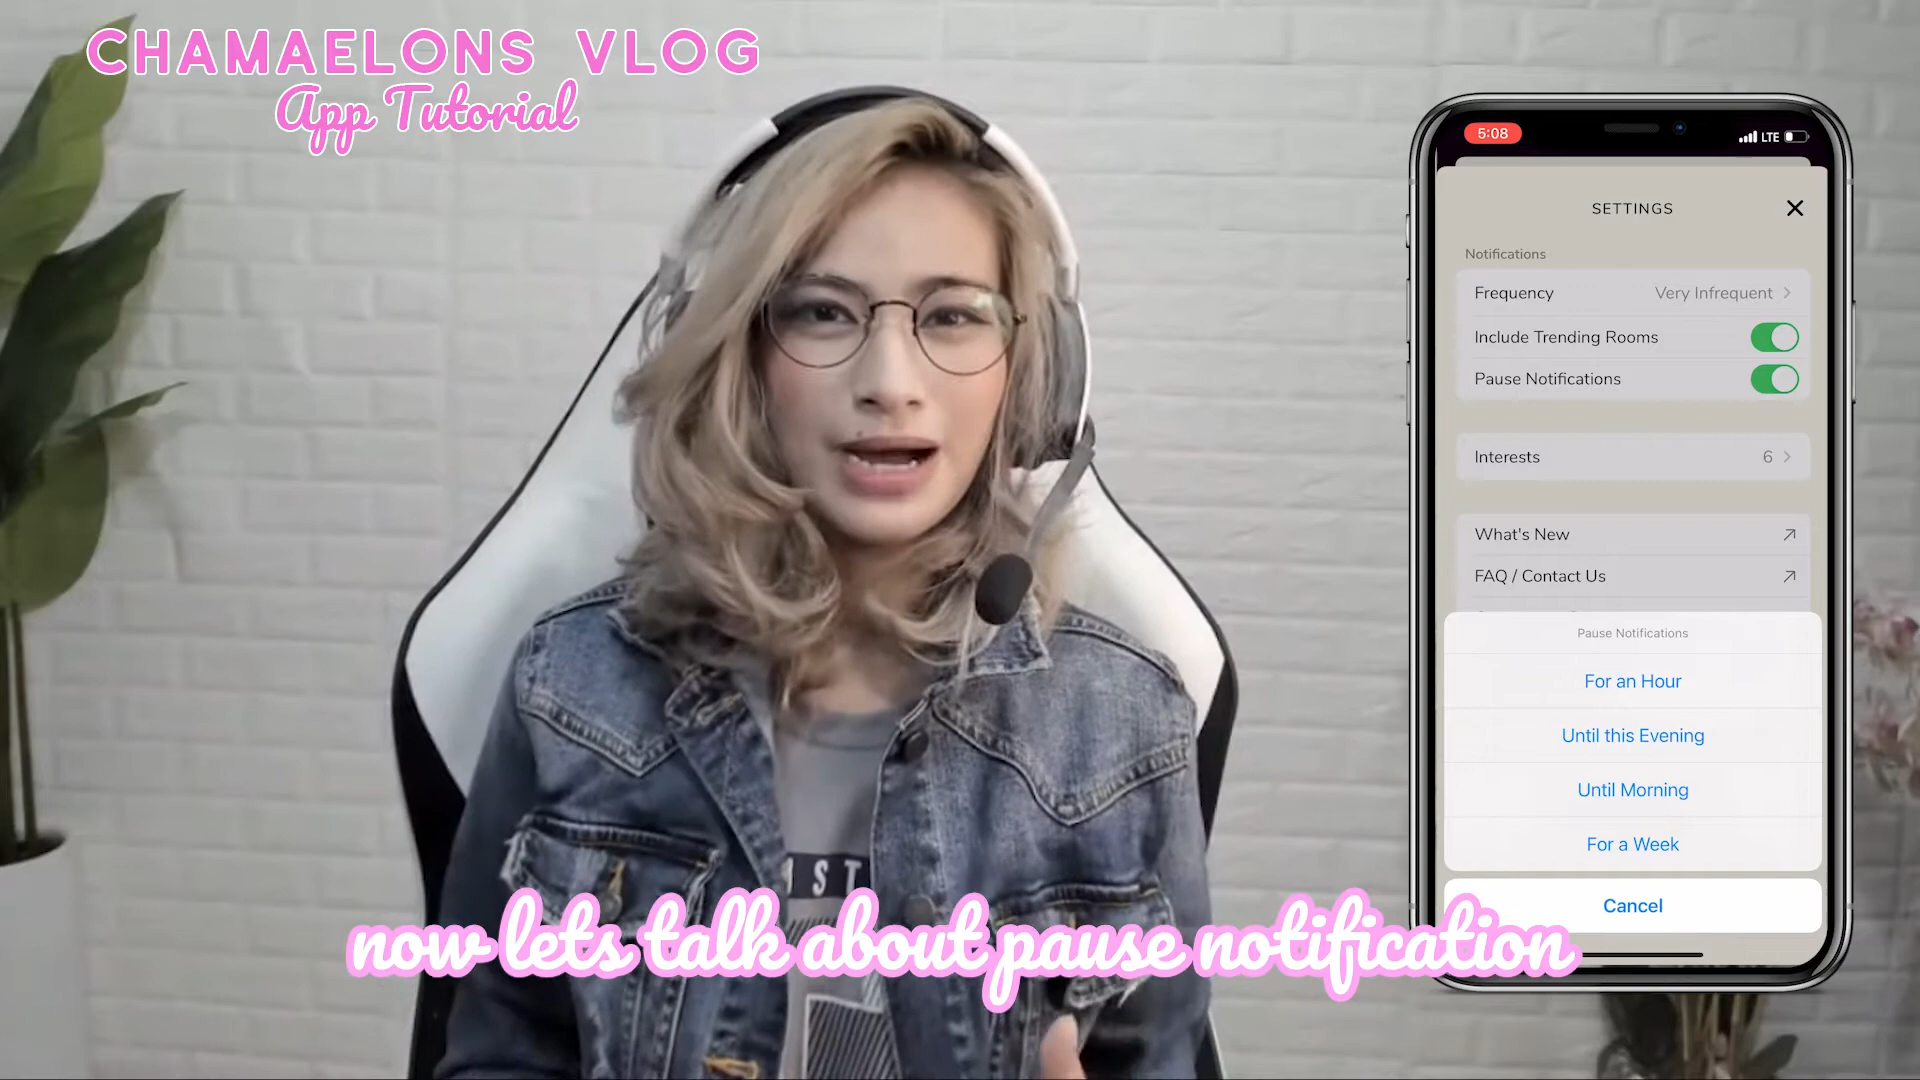 CHAMAELONS VLOG
App Tutorial
5:08
LTE
SETTINGS
Notifications
Frequency Very Infrequent
Include Trending Rooms
Pause Notifications
Interests 6
What's New
FAQ / Contact Us
Pause Notifications
For an Hour
Until this Evening
Until Morning
For a Week
Cancel
now lets talk about pause notification